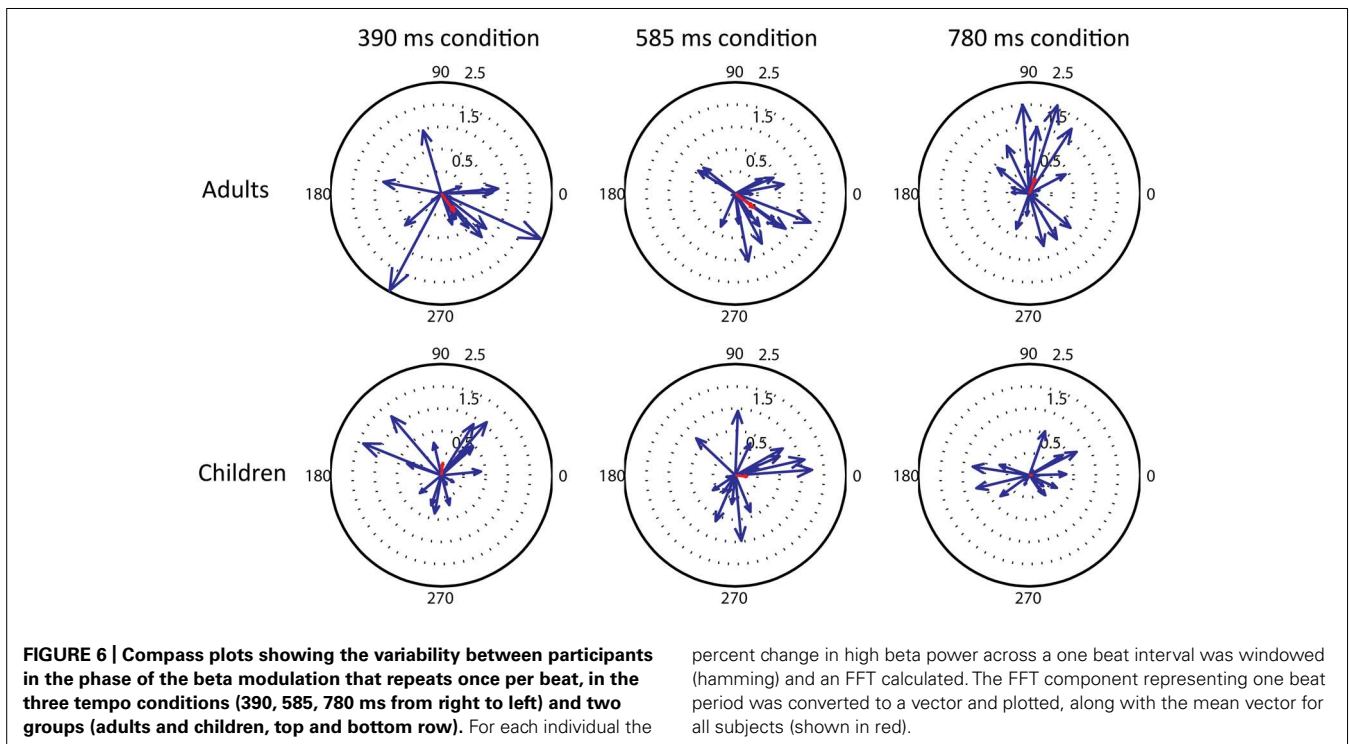 390 ms condition 585 ms condition 780 ms condition
90 2.5 90 2.5 90 2.5
1.5 1.5 1.5
0.5 0.5 0.5
Adults 180 0 180 0 180 0
270 270 270
90 2.5 90 2.5 90 2.5
1.5 1.5 1.5
0.5 0.5 0.5
Children 180 0 180 0 180 0
270 270 270
FIGURE 6 | Compass plots showing the variability between participants
in the phase of the beta modulation that repeats once per beat, in the
three tempo conditions (390, 585, 780 ms from right to left) and two
groups (adults and children, top and bottom row). For each individual the
percent change in high beta power across a one beat interval was windowed
(hamming) and an FFT calculated. The FFT component representing one beat
period was converted to a vector and plotted, along with the mean vector for
all subjects (shown in red).